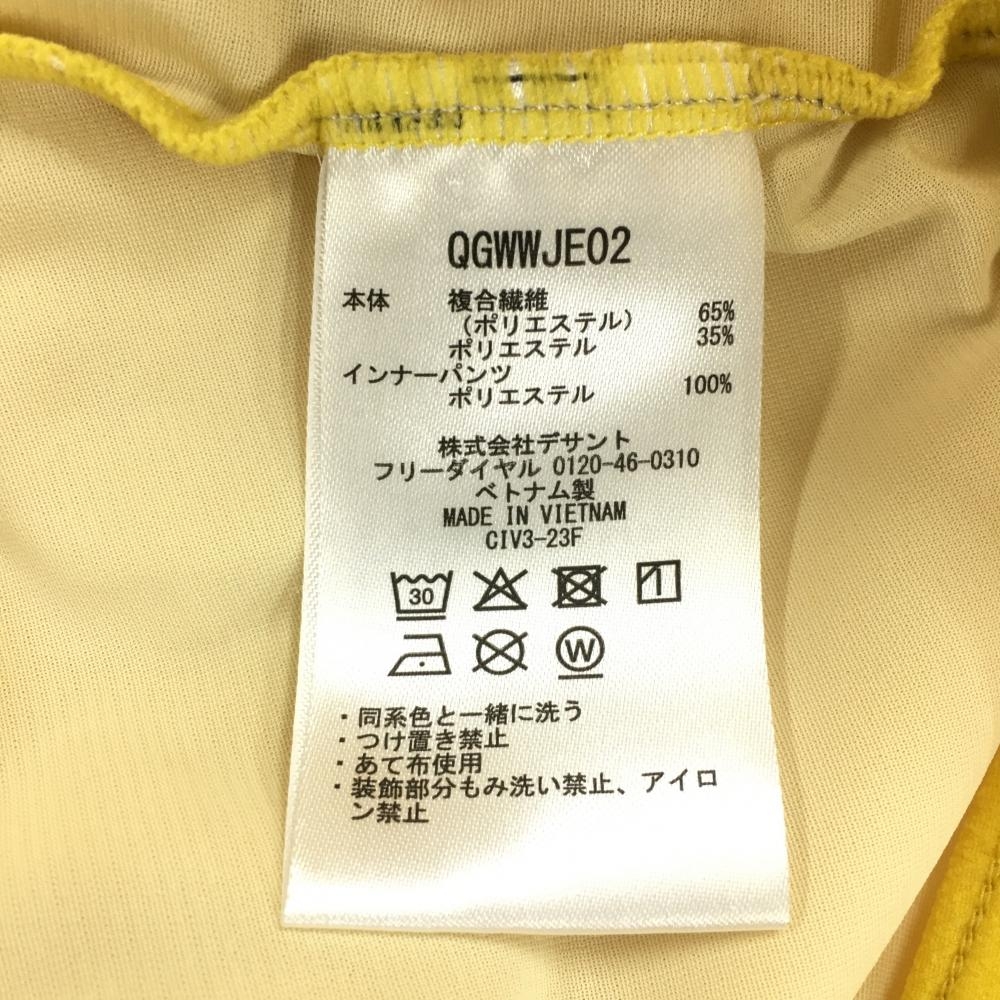 QGWWJE02
本体 複合繊維
(ポリエステル) 65%
ポリエステル 35%
インナーパンツ
ポリエステル 100%
株式会社デサント
フリーダイヤル 0120-46-0310
ベトナム製
MADE IN VIETNAM
CIV3-23F
30
W
・同系色と一緒に洗う
・つけ置き禁止
・あて布使用
・装飾部分もみ洗い禁止、アイロ
ン禁止